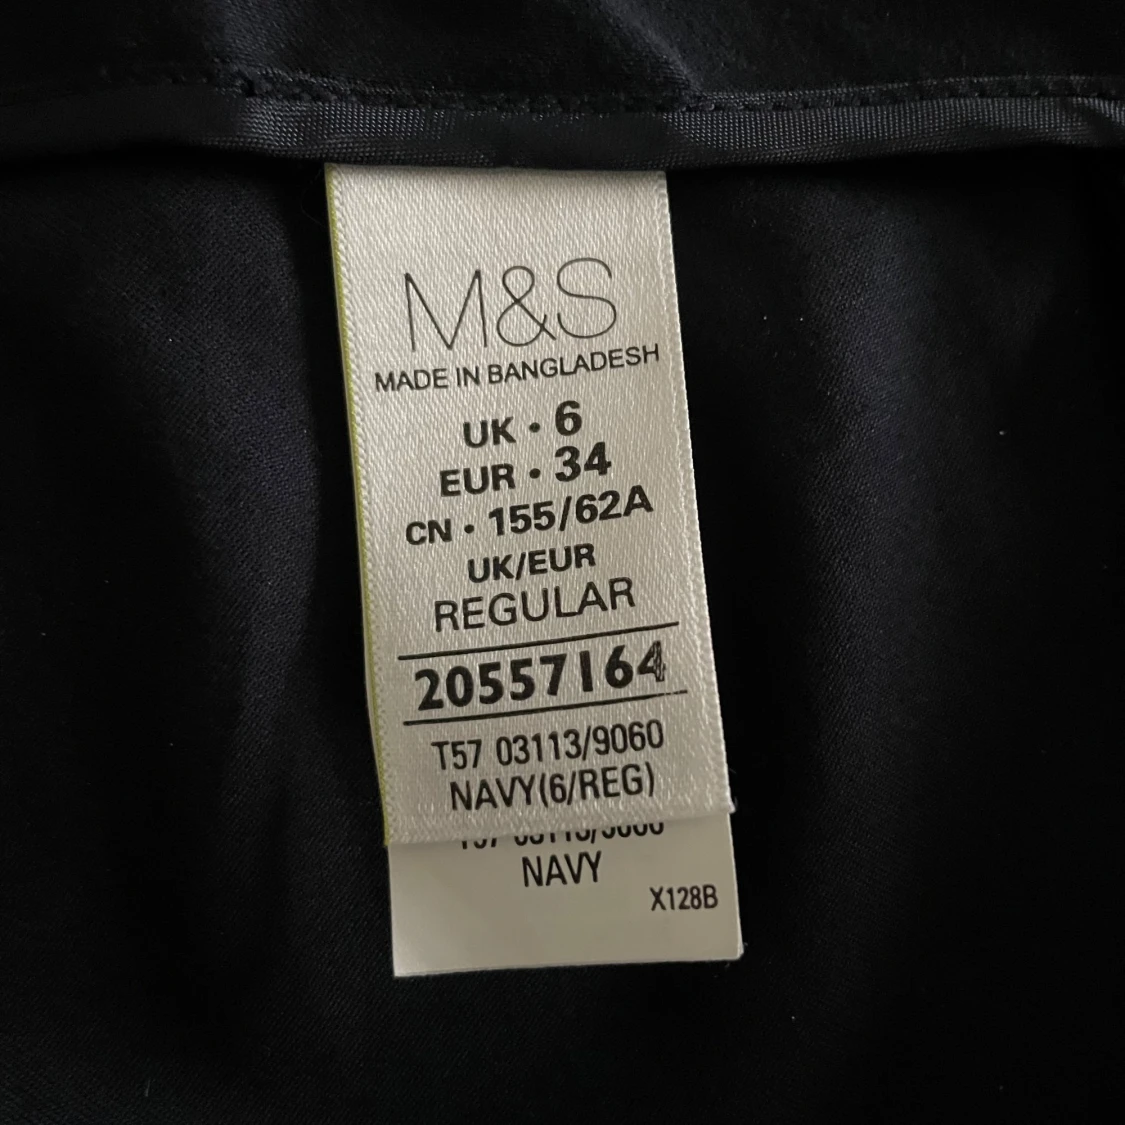 M&S
MADE IN BANGLADESH
UK · 6
EUR · 34
CN · 155/62A
UK/EUR
REGULAR
20557164
T57 03113/9060
NAVY(6/REG)
NAVY
X128B